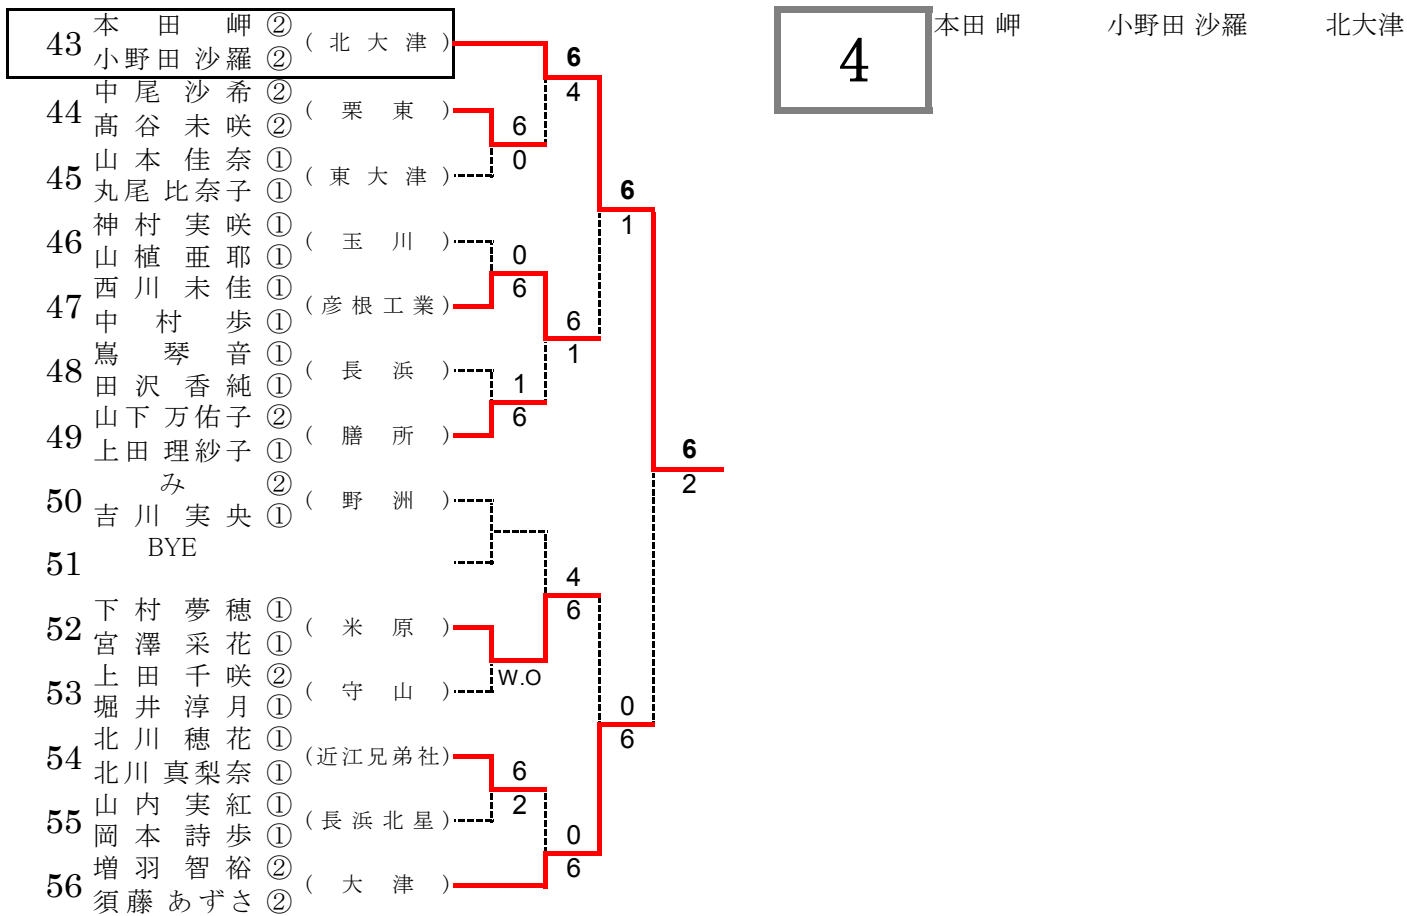 本田 岬 ②
43 (北大津)
小野田 沙羅 ②
6
4
中尾 沙希 ②
44 (栗東)
髙谷 未咲 ②
6
0
山本 佳奈 ①
45 (東大津)
丸尾 比奈子 ①
6
1
神村 実咲 ①
46 (玉川)
山植 亜耶 ①
0
6
西川 未佳 ①
47 (彦根工業)
中村 歩 ①
6
1
嶌 琴音 ①
48 (長浜)
田沢 香純 ①
1
6
山下 万佑子 ②
49 (膳所)
上田 理紗子 ①
6
2
み ②
50 (野洲)
吉川 実央 ①
BYE
51
4
6
下村 夢穂 ①
52 (米原)
宮澤 采花 ①
W.O
上田 千咲 ②
53 (守山)
堀井 淳月 ①
0
6
北川 穂花 ①
54 (近江兄弟社)
北川 真梨奈 ①
6
2
山内 実紅 ①
55 (長浜北星)
岡本 詩歩 ①
0
6
増羽 智裕 ②
56 (大津)
須藤 あずさ ②
4 本田 岬 小野田 沙羅 北大津